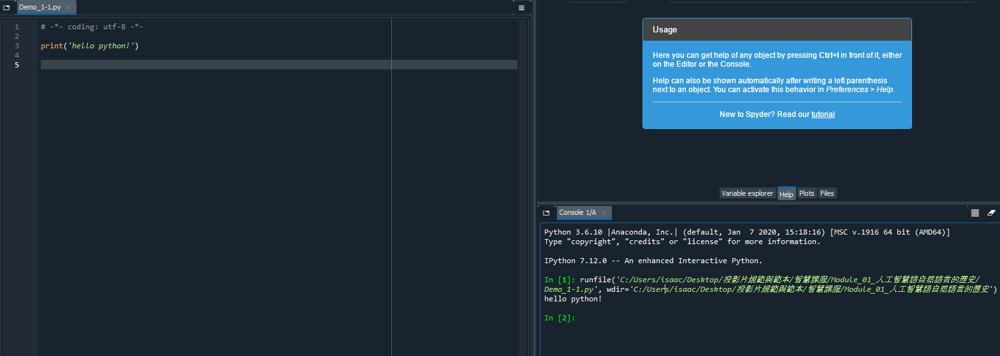 Demo_1-1.py
1 # -*- coding: utf-8 -*-
2
3 print('hello python!')
4
5
Usage
Here you can get help of any object by pressing Ctrl+I in front of it, either
on the Editor or the Console.
Help can also be shown automatically after writing a left parenthesis
next to an object. You can activate this behavior in Preferences > Help.
New to Spyder? Read our tutorial
Variable explorer Help Plots Files
Console 1/A
Python 3.6.10 |Anaconda, Inc.| (default, Jan  7 2020, 15:18:16) [MSC v.1916 64 bit (AMD64)]
Type "copyright", "credits" or "license" for more information.
IPython 7.12.0 -- An enhanced Interactive Python.
In [1]: runfile('C:/Users/isaac/Desktop/投影片規範與範本/智慧課服/Module_01_人工智慧語自然語言的歷史/
Demo_1-1.py', wdir='C:/Users/isaac/Desktop/投影片規範與範本/智慧課服/Module_01_人工智慧語自然語言的歷史')
hello python!
In [2]: